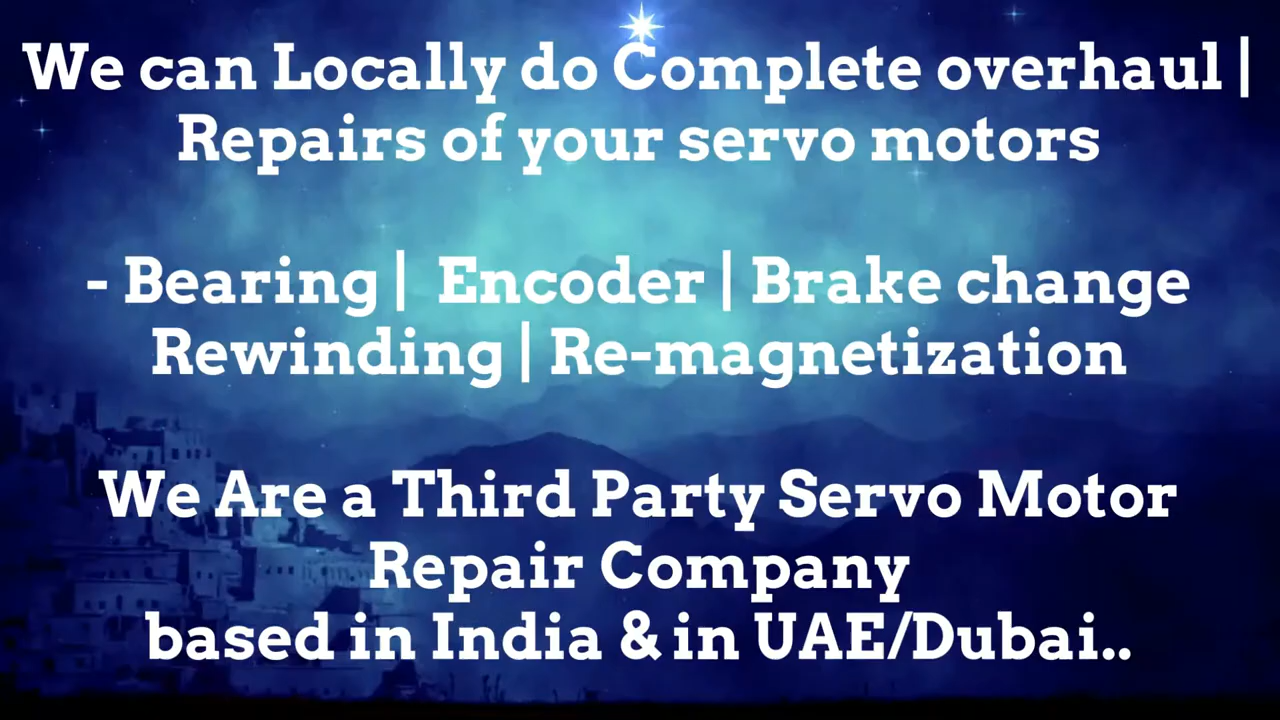 We can Locally do Complete overhaul |
Repairs of your servo motors
- Bearing | Encoder | Brake change
Rewinding | Re-magnetization
We Are a Third Party Servo Motor
Repair Company
based in India & in UAE/Dubai..